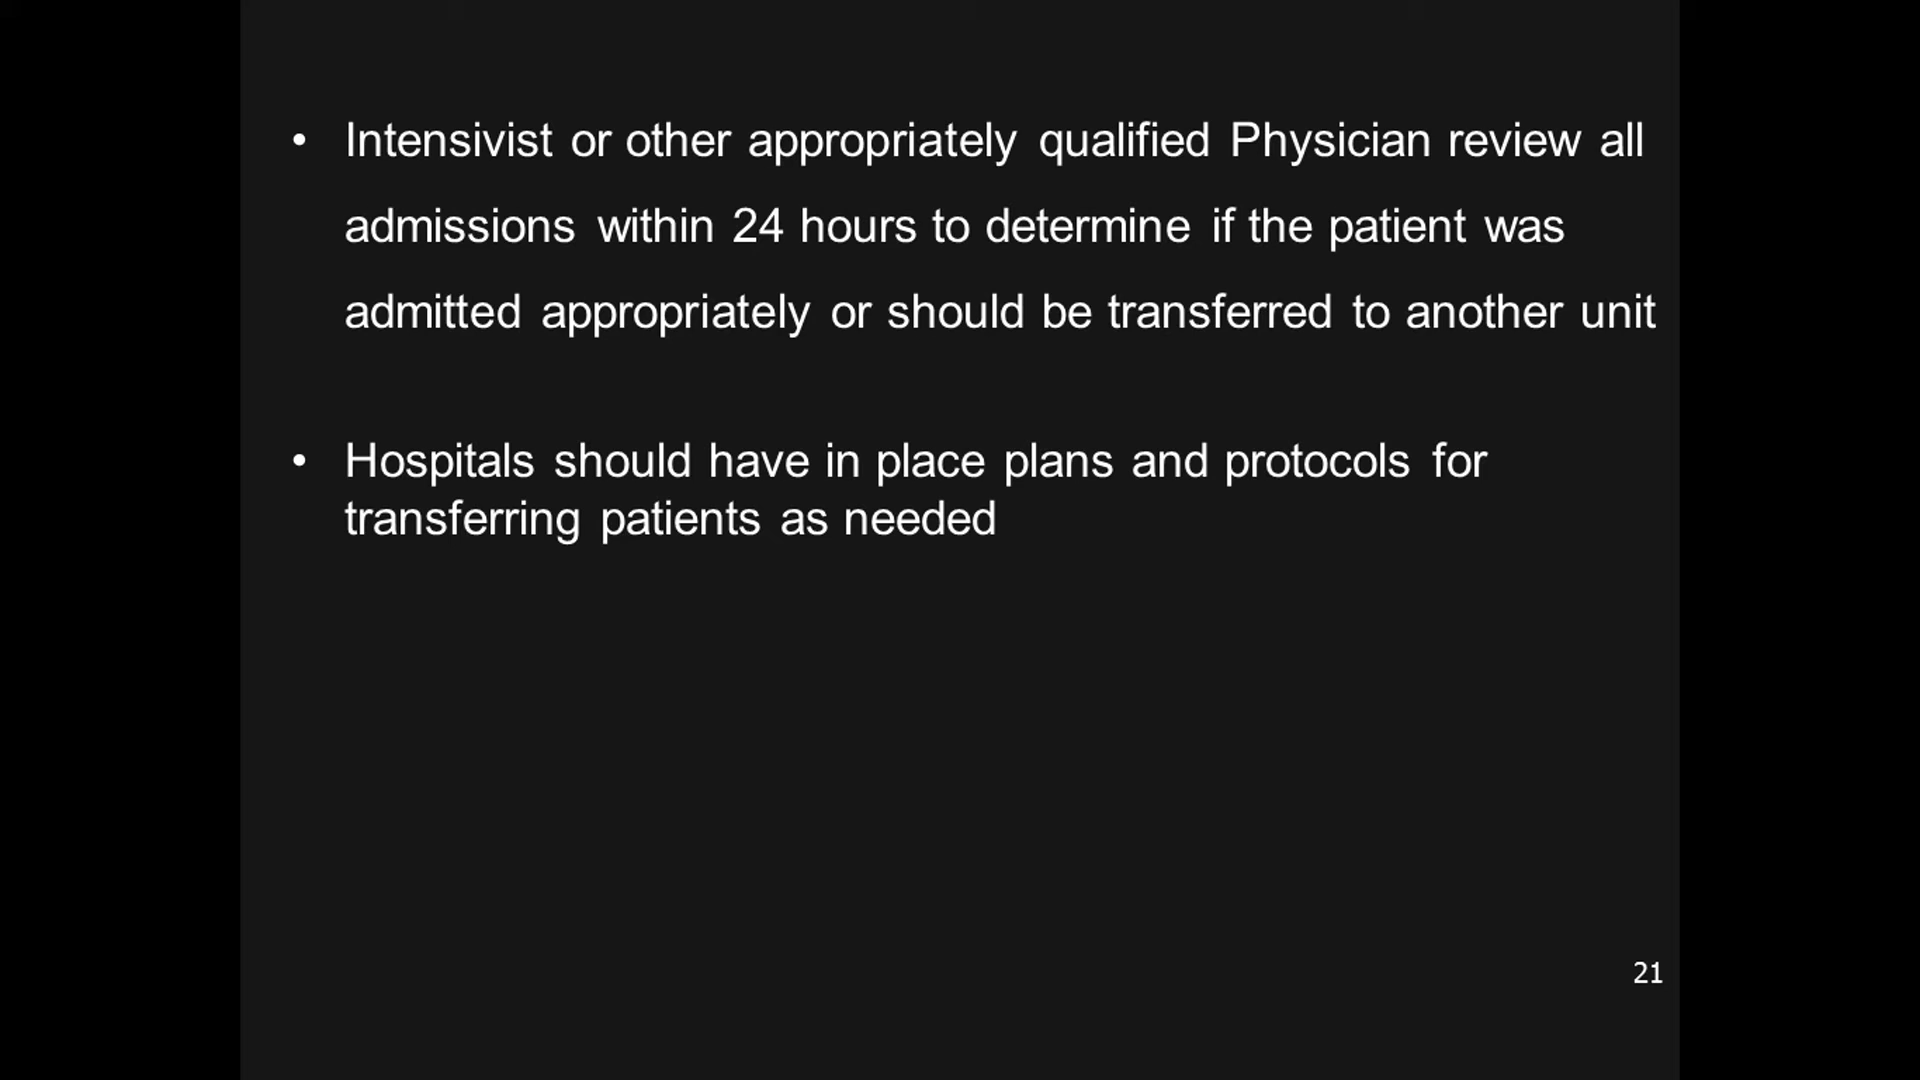 • Intensivist or other appropriately qualified Physician review all
admissions within 24 hours to determine if the patient was
admitted appropriately or should be transferred to another unit
• Hospitals should have in place plans and protocols for
transferring patients as needed
21